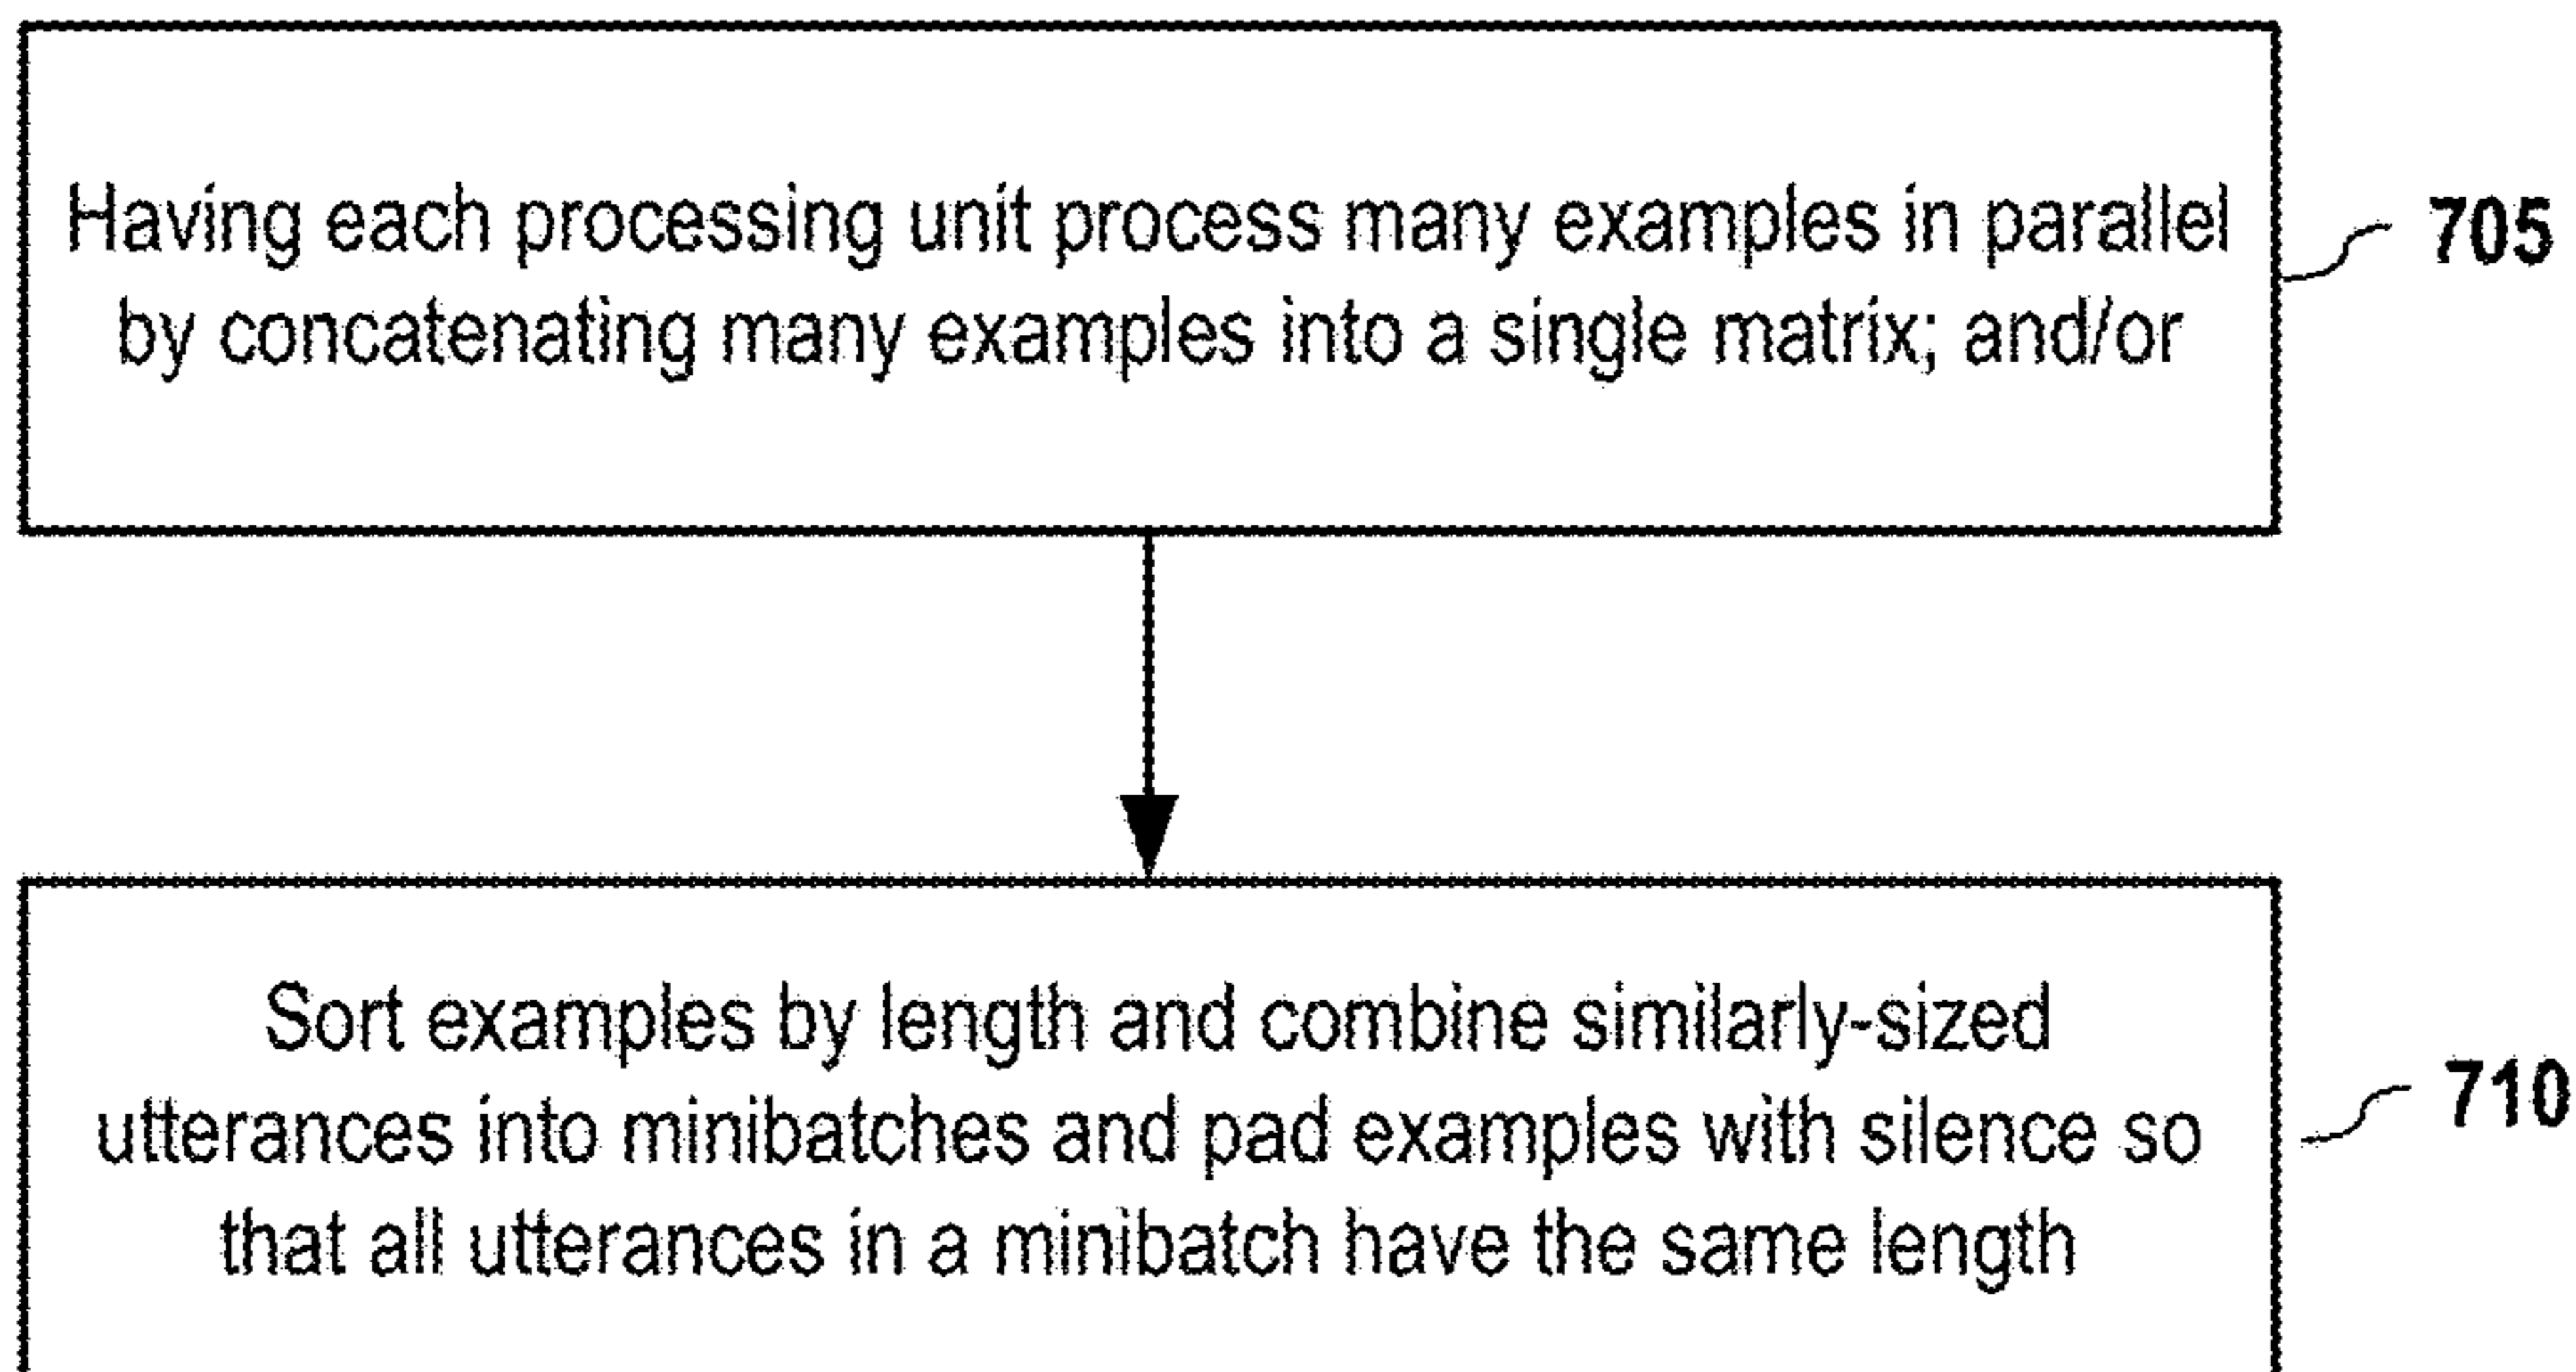 Having each processing unit process many examples in parallel
by concatenating many examples into a single matrix; and/or
705
Sort examples by length and combine similarly-sized
utterances into minibatches and pad examples with silence so
that all utterances in a minibatch have the same length
710